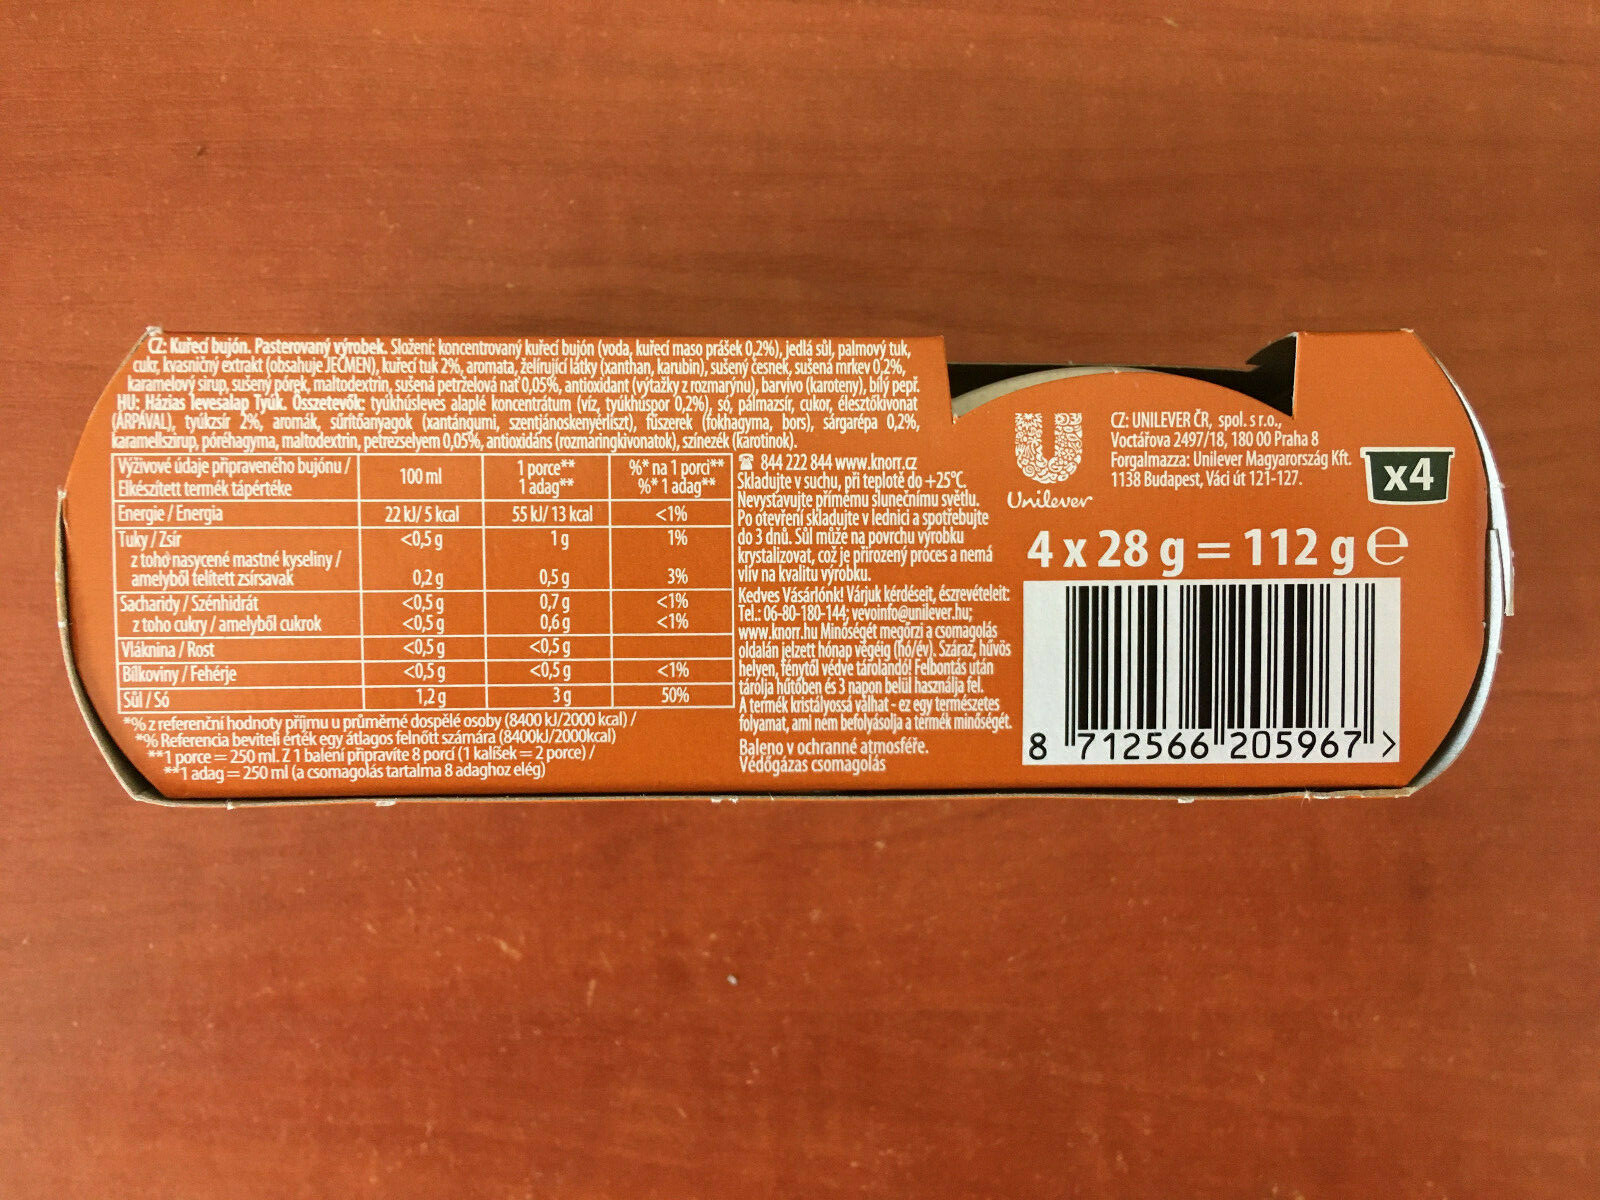 CZ: Kuřecí bujón. Pasterovaný výrobek. Složení: koncentrovaný kuřecí bujón (voda, kuřecí maso prášek 0,2%), jedlá sůl, palmový tuk,
cukr, kvasničný extrakt (obsahuje JEČMEN), kuřecí tuk 2%, aromata, želírující látky (xanthan, karubin), sušený česnek, sušená mrkev 0,2%,
karamelový sirup, sušený pórek, maltodextrin, sušená petrželová nať 0,05%, antioxidant (výtažky z rozmarýnu), barvivo (karoteny), bílý pepř.
HU: Házias levesalap Tyúk. Összetevők: tyúkhúsleves alaplé koncentrátum (víz, tyúkhúspor 0,2%), só, pálmazsír, cukor, élesztőkivonat
(ÁRPÁVAL), tyúkzsír 2%, aromák, sűrítőanyagok (xantángumi, szentjánoskenyérliszt), fűszerek (fokhagyma, bors), sárgarépa 0,2%,
karamellszirup, póréhagyma, maltodextrin, petrezselyem 0,05%, antioxidáns (rozmaringkivonatok), színezék (karotinok).
Výživové údaje připraveného bujónu /
Elkészített termék tápértéke
100 ml
1 porce**
1 adag**
%* na 1 porci**
%* 1 adag**
Energie / Energia 22 kJ/ 5 kcal 55 kJ/ 13 kcal <1%
Tuky / Zsír <0,5 g 1 g 1%
z toho nasycené mastné kyseliny /
amelyből telített zsírsavak 0,2 g 0,5 g 3%
Sacharidy / Szénhidrát <0,5 g 0,7 g <1%
z toho cukry / amelyből cukrok <0,5 g 0,6 g <1%
Vláknina / Rost <0,5 g <0,5 g
Bílkoviny / Fehérje <0,5 g <0,5 g <1%
Sůl / Só 1,2 g 3 g 50%
*% z referenční hodnoty příjmu u průměrné dospělé osoby (8400 kJ/2000 kcal) /
*% Referencia beviteli érték egy átlagos felnőtt számára (8400kJ/2000kcal)
**1 porce = 250 ml. Z 1 balení připravíte 8 porcí (1 kalíšek = 2 porce) /
**1 adag = 250 ml (a csomagolás tartalma 8 adaghoz elég)
☎ 844 222 844 www.knorr.cz
Skladujte v suchu, při teplotě do +25°C.
Nevystavujte přímému slunečnímu světlu.
Po otevření skladujte v lednici a spotřebujte
do 3 dnů. Sůl může na povrchu výrobku
krystalizovat, což je přirozený proces a nemá
vliv na kvalitu výrobku.
Kedves Vásárlónk! Várjuk kérdéseit, észrevételeit:
Tel.: 06-80-180-144; vevoinfo@unilever.hu;
www.knorr.hu Minőségét megőrzi a csomagolás
oldalán jelzett hónap végéig (hó/év). Száraz, hűvös
helyen, fénytől védve tárolandó! Felbontás után
tárolja hűtőben és 3 napon belül használja fel.
A termék kristályossá válhat - ez egy természetes
folyamat, ami nem befolyásolja a termék minőségét.
Baleno v ochranné atmosféře.
Védőgázas csomagolás
Unilever
CZ: UNILEVER ČR, spol. s r.o.,
Voctářova 2497/18, 180 00 Praha 8
Forgalmazza: Unilever Magyarország Kft.
1138 Budapest, Váci út 121-127.
x4
4 x 28 g = 112 g ℮
8 712566 205967 >